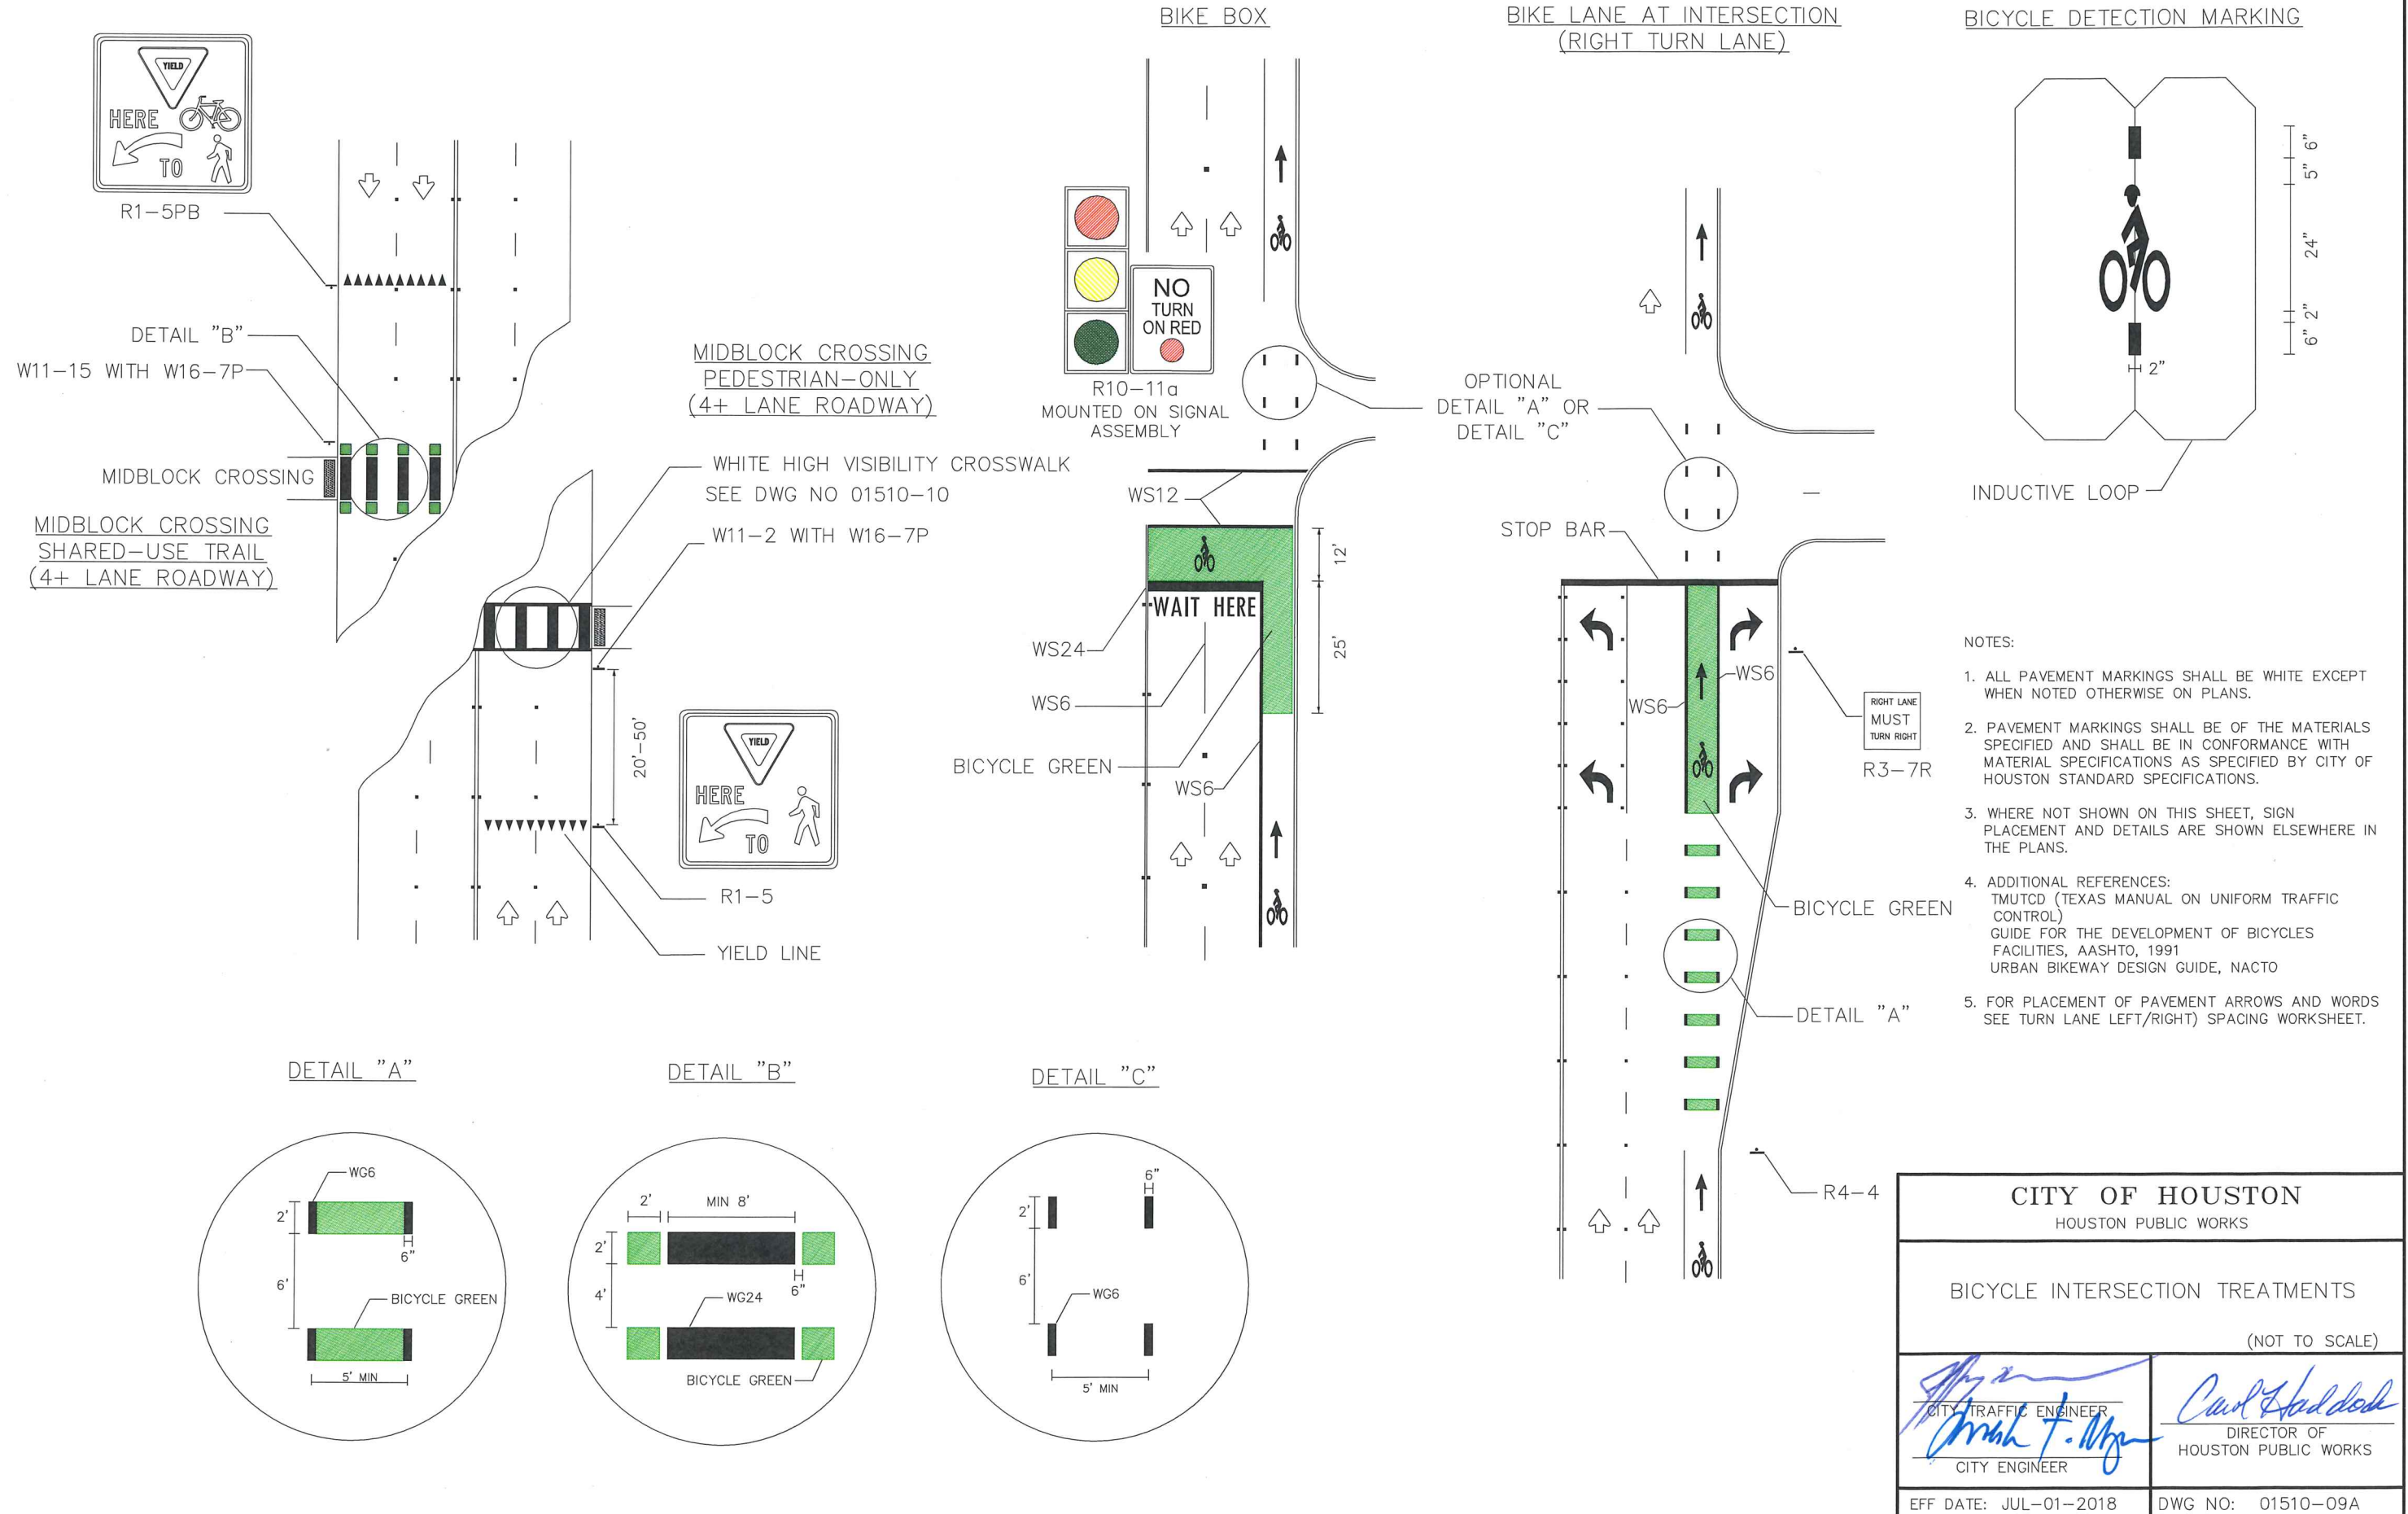 BIKE BOX
BIKE LANE AT INTERSECTION
(RIGHT TURN LANE)
BICYCLE DETECTION MARKING
YIELD
HERE
TO
R1-5PB
DETAIL "B"
W11-15 WITH W16-7P
MIDBLOCK CROSSING
MIDBLOCK CROSSING
SHARED-USE TRAIL
(4+ LANE ROADWAY)
MIDBLOCK CROSSING
PEDESTRIAN-ONLY
(4+ LANE ROADWAY)
WHITE HIGH VISIBILITY CROSSWALK
SEE DWG NO 01510-10
W11-2 WITH W16-7P
20'-50'
YIELD
HERE
TO
R1-5
YIELD LINE
NO
TURN
ON RED
R10-11a
MOUNTED ON SIGNAL
ASSEMBLY
OPTIONAL
DETAIL "A" OR
DETAIL "C"
WS12
12'
25'
WAIT HERE
WS24
WS6
BICYCLE GREEN
WS6
STOP BAR
WS6
WS6
RIGHT LANE
MUST
TURN RIGHT
R3-7R
BICYCLE GREEN
DETAIL "A"
R4-4
6"
5"
24"
2"
6"
2"
INDUCTIVE LOOP
NOTES:
1. ALL PAVEMENT MARKINGS SHALL BE WHITE EXCEPT
WHEN NOTED OTHERWISE ON PLANS.
2. PAVEMENT MARKINGS SHALL BE OF THE MATERIALS
SPECIFIED AND SHALL BE IN CONFORMANCE WITH
MATERIAL SPECIFICATIONS AS SPECIFIED BY CITY OF
HOUSTON STANDARD SPECIFICATIONS.
3. WHERE NOT SHOWN ON THIS SHEET, SIGN
PLACEMENT AND DETAILS ARE SHOWN ELSEWHERE IN
THE PLANS.
4. ADDITIONAL REFERENCES:
TMUTCD (TEXAS MANUAL ON UNIFORM TRAFFIC
CONTROL)
GUIDE FOR THE DEVELOPMENT OF BICYCLES
FACILITIES, AASHTO, 1991
URBAN BIKEWAY DESIGN GUIDE, NACTO
5. FOR PLACEMENT OF PAVEMENT ARROWS AND WORDS
SEE TURN LANE LEFT/RIGHT) SPACING WORKSHEET.
DETAIL "A"
WG6
2'
6"
6'
BICYCLE GREEN
5' MIN
DETAIL "B"
2'
MIN 8'
2'
6"
4'
WG24
BICYCLE GREEN
DETAIL "C"
6"
2'
6'
WG6
5' MIN
CITY OF HOUSTON
HOUSTON PUBLIC WORKS
BICYCLE INTERSECTION TREATMENTS
(NOT TO SCALE)
CITY TRAFFIC ENGINEER
CITY ENGINEER
Carol Haddock
DIRECTOR OF
HOUSTON PUBLIC WORKS
EFF DATE: JUL-01-2018
DWG NO: 01510-09A